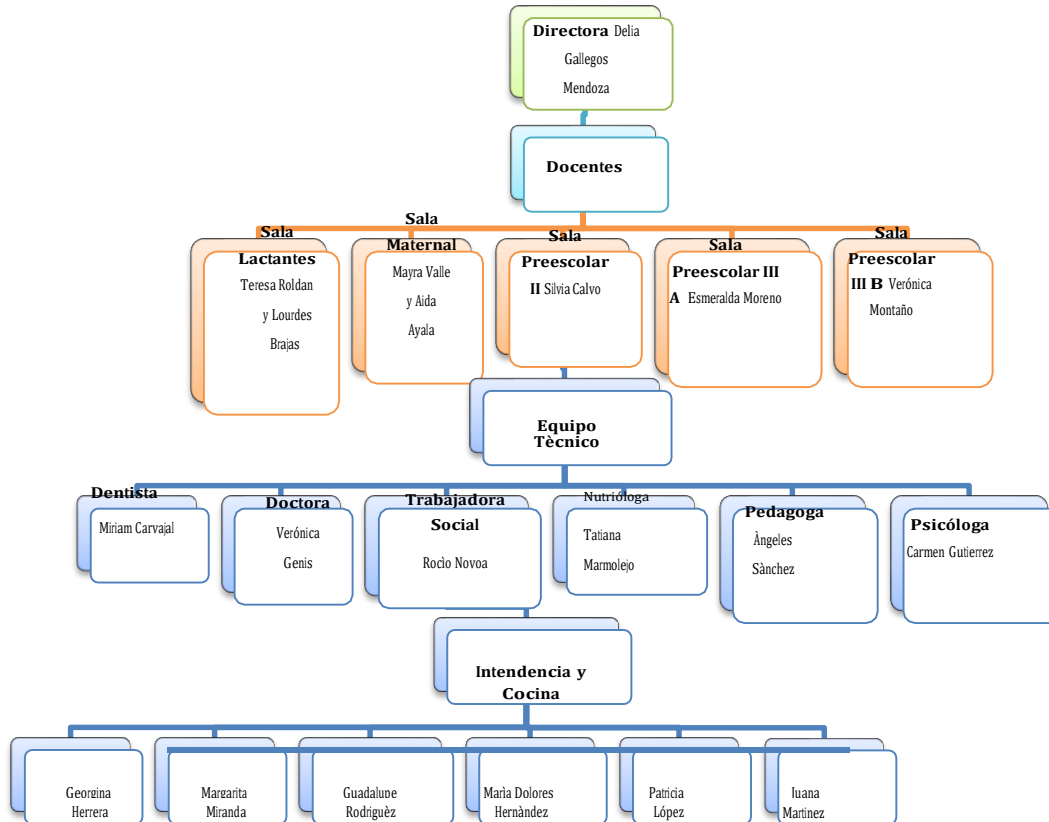 Directora Delia
Gallegos
Mendoza
Docentes
Sala
Lactantes
Teresa Roldan
y Lourdes
Brajas
Sala
Maternal
Mayra Valle
y Aida
Ayala
Sala
Preescolar
II Silvia Calvo
Sala
Preescolar III
A Esmeralda Moreno
Sala
Preescolar
III B Verónica
Montaño
Equipo
Tècnico
Dentista
Miriam Carvajal
Doctora
Verónica
Genis
Trabajadora
Social
Rocìo Novoa
Nutrióloga
Tatiana
Marmolejo
Pedagoga
Àngeles
Sànchez
Psicóloga
Carmen Gutierrez
Intendencia y
Cocina
Georgina
Herrera
Margarita
Miranda
Guadalupe
Rodriguèz
Marìa Dolores
Hernàndez
Patricia
López
Juana
Martinez